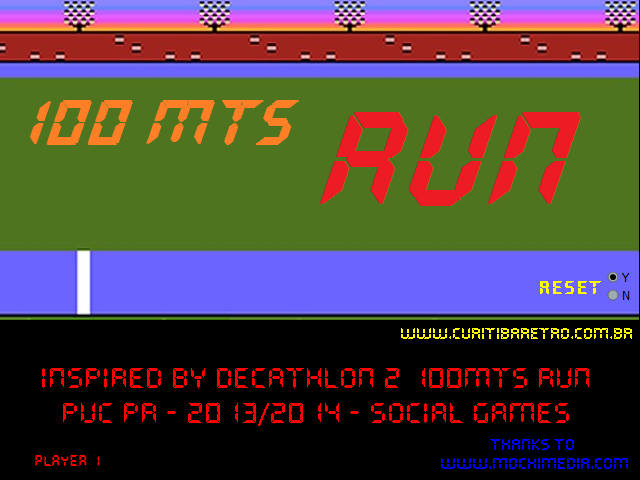 100 MTS RUN
RESET Y
N
WWW.CURITIBARETRO.COM.BR
INSPIRED BY DECATHLON 2 100MTS RUN
PUC PR - 2013/2014 - SOCIAL GAMES
THANKS TO
PLAYER 1
WWW.MOCHIMEDIA.COM